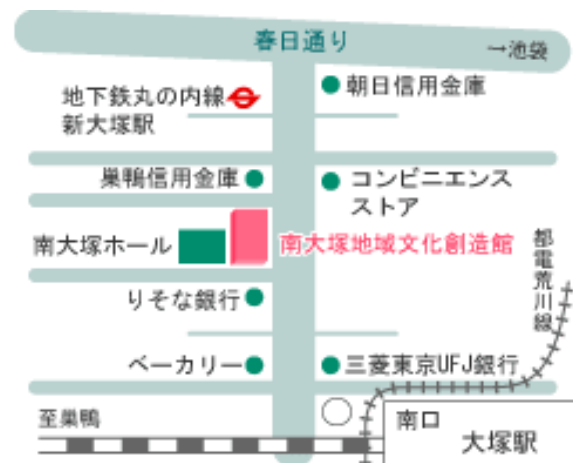 春日通り
→池袋
地下鉄丸の内線
新大塚駅
朝日信用金庫
巣鴨信用金庫
コンビニエンス
ストア
南大塚ホール
南大塚地域文化創造館
都電荒川線
りそな銀行
ベーカリー
三菱東京UFJ銀行
至巣鴨
南口
大塚駅